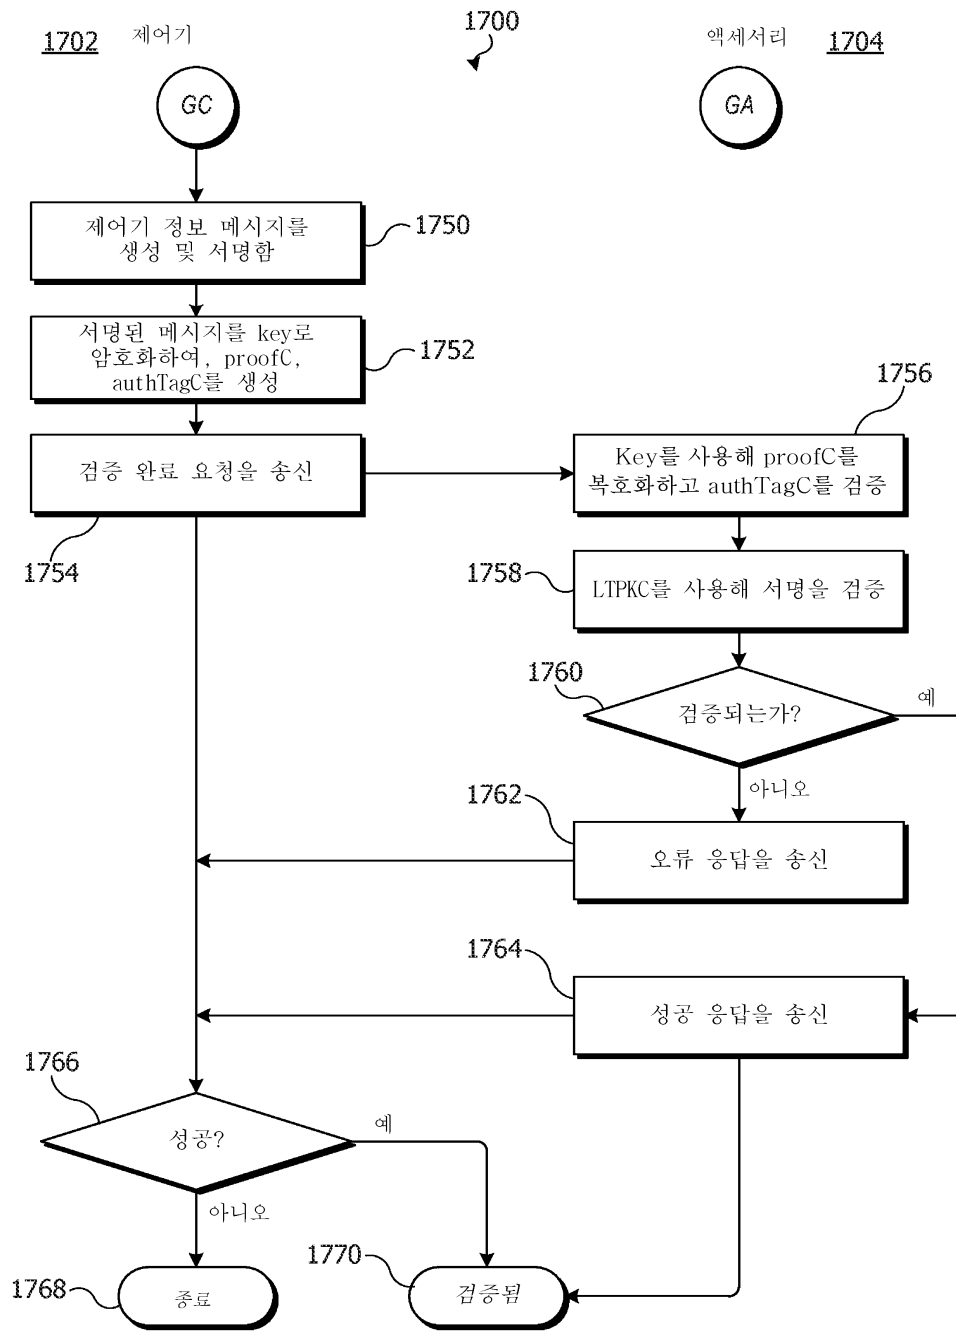 1702 제어기
1700
액세서리 1704
GC
GA
제어기 정보 메시지를
생성 및 서명함
1750
서명된 메시지를 key로
암호화하여, proofC,
authTagC를 생성
1752
1756
검증 완료 요청을 송신
1754
Key를 사용해 proofC를
복호화하고 authTagC를 검증
1758
LTPKC를 사용해 서명을 검증
1760
검증되는가?
예
아니오
1762
오류 응답을 송신
1764
성공 응답을 송신
1766
성공?
예
아니오
1768
종료
1770
검증됨